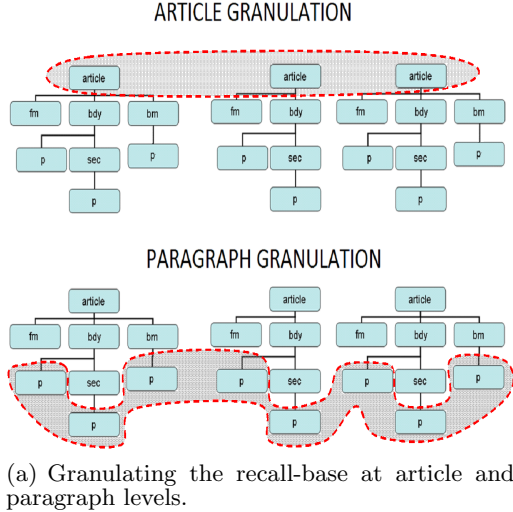 ARTICLE GRANULATION
article article article
fm bdy bm fm bdy fm bdy bm
p sec p p sec p sec p
p p p
PARAGRAPH GRANULATION
article article article
fm bdy bm fm bdy fm bdy bm
p sec p p sec p sec p
p p p
(a) Granulating the recall-base at article and
paragraph levels.